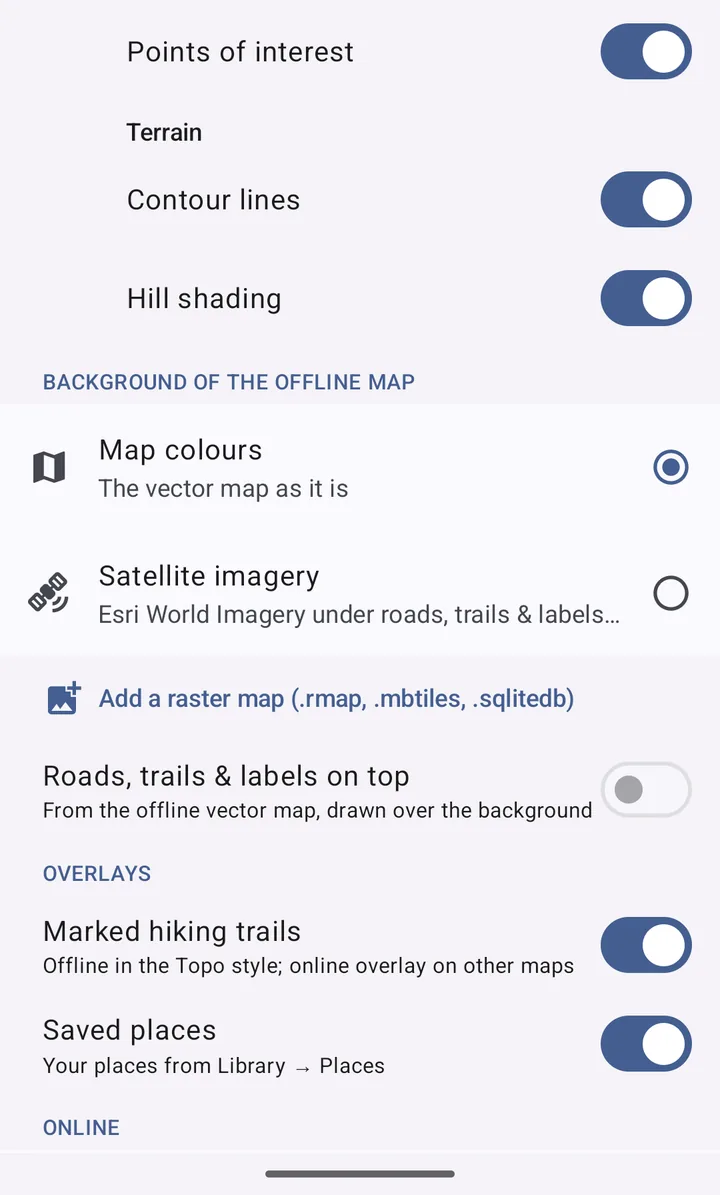 Points of interest
Terrain
Contour lines
Hill shading
BACKGROUND OF THE OFFLINE MAP
Map colours
The vector map as it is
Satellite imagery
Esri World Imagery under roads, trails & labels...
Add a raster map (.rmap, .mbtiles, .sqlitedb)
Roads, trails & labels on top
From the offline vector map, drawn over the background
OVERLAYS
Marked hiking trails
Offline in the Topo style; online overlay on other maps
Saved places
Your places from Library → Places
ONLINE